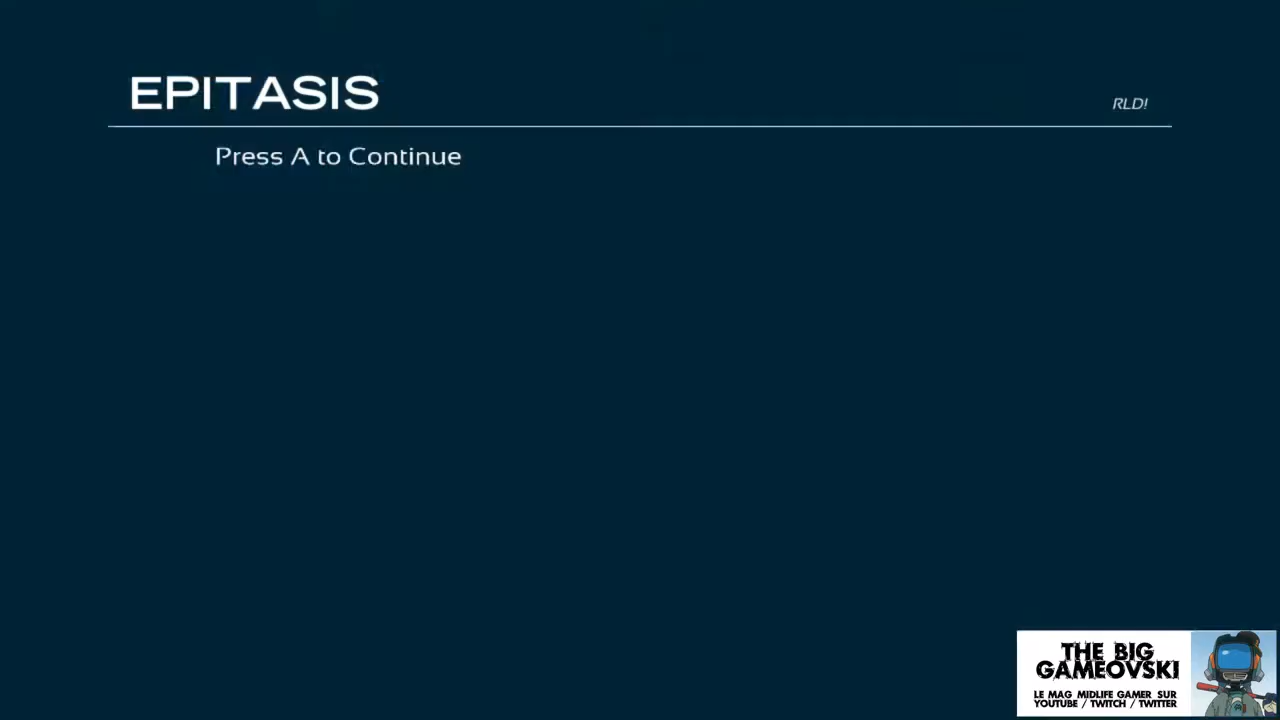 EPITASIS
RLD!
Press A to Continue
THE BIG
GAMEOVSKI
LE MAG MIDLIFE GAMER SUR
YOUTUBE / TWITCH / TWITTER